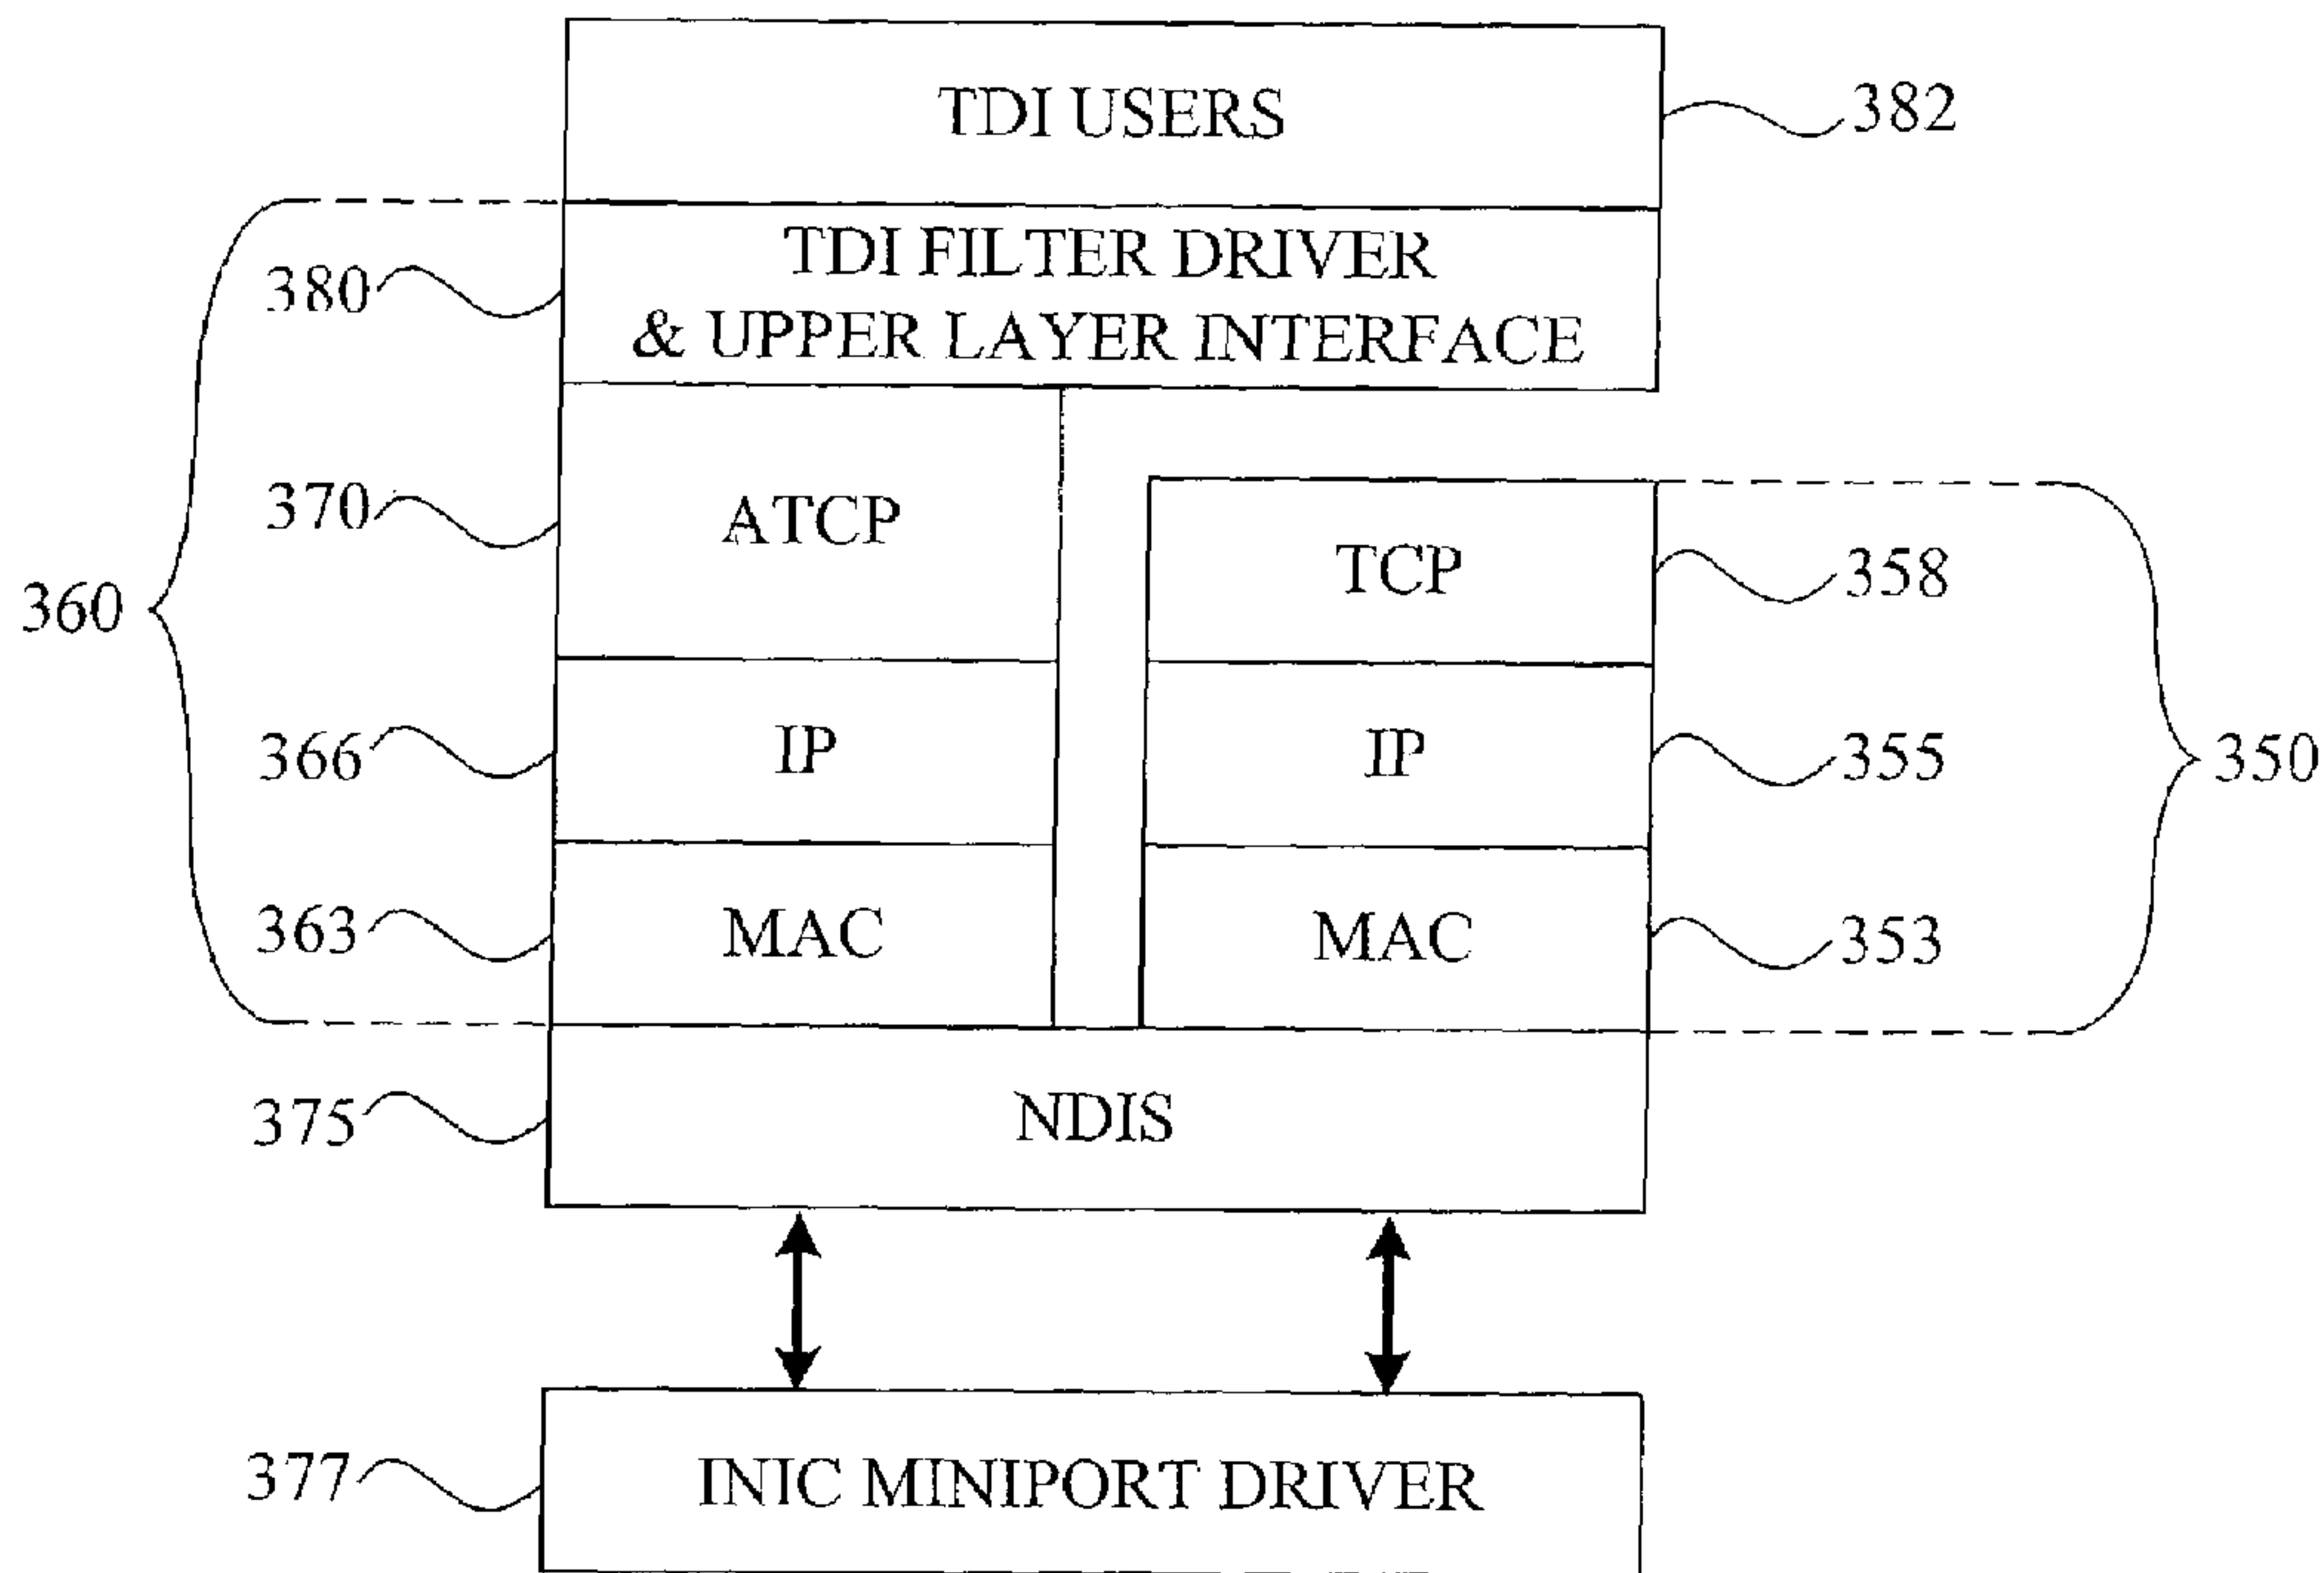 TDI USERS
382
TDI FILTER DRIVER
& UPPER LAYER INTERFACE
380
370
ATCP
TCP
358
360
366
IP
IP
355
350
363
MAC
MAC
353
375
NDIS
377
INIC MINIPORT DRIVER